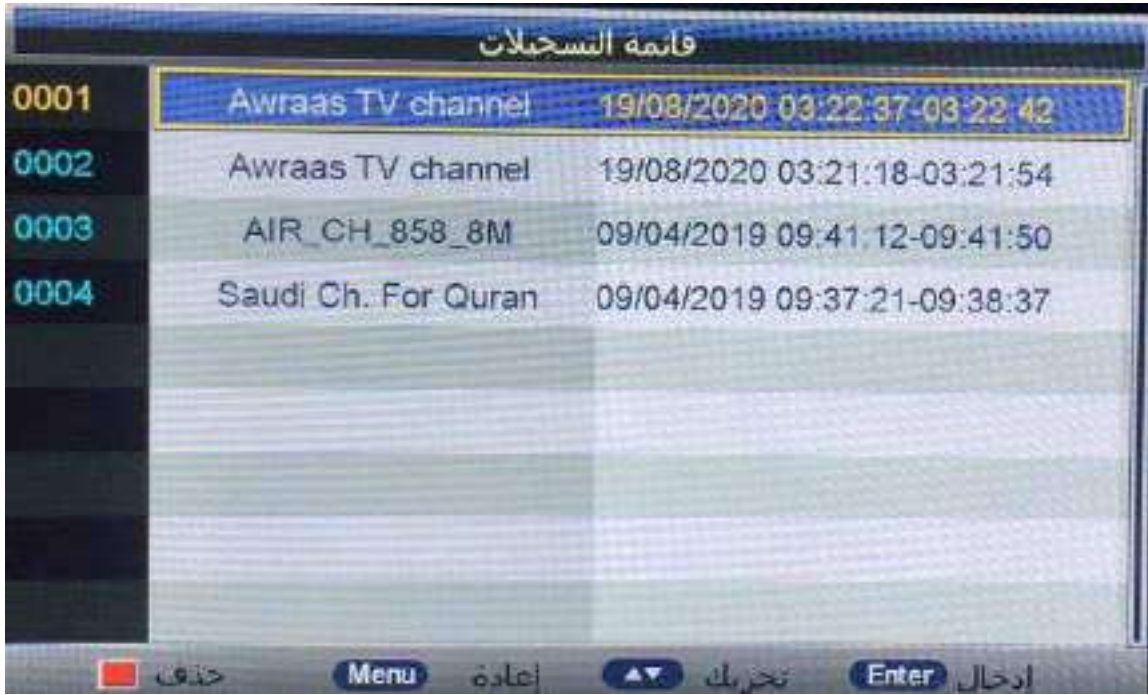 قائمة التسجيلات
0001 Awraas TV channel 19/08/2020 03:22:37-03:22:42
0002 Awraas TV channel 19/08/2020 03:21:18-03:21:54
0003 AIR_CH_858_8M 09/04/2019 09:41:12-09:41:50
0004 Saudi Ch. For Quran 09/04/2019 09:37:21-09:38:37
حذف Menu إعادة ▲▼ تحريك Enter ادخال